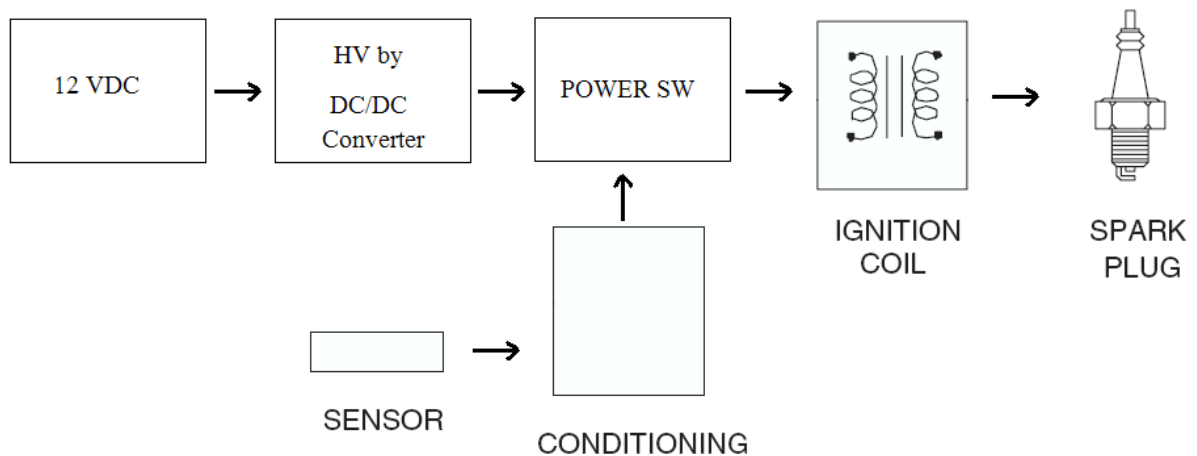 12 VDC
HV by
DC/DC
Converter
POWER SW
IGNITION
COIL
SPARK
PLUG
SENSOR
CONDITIONING